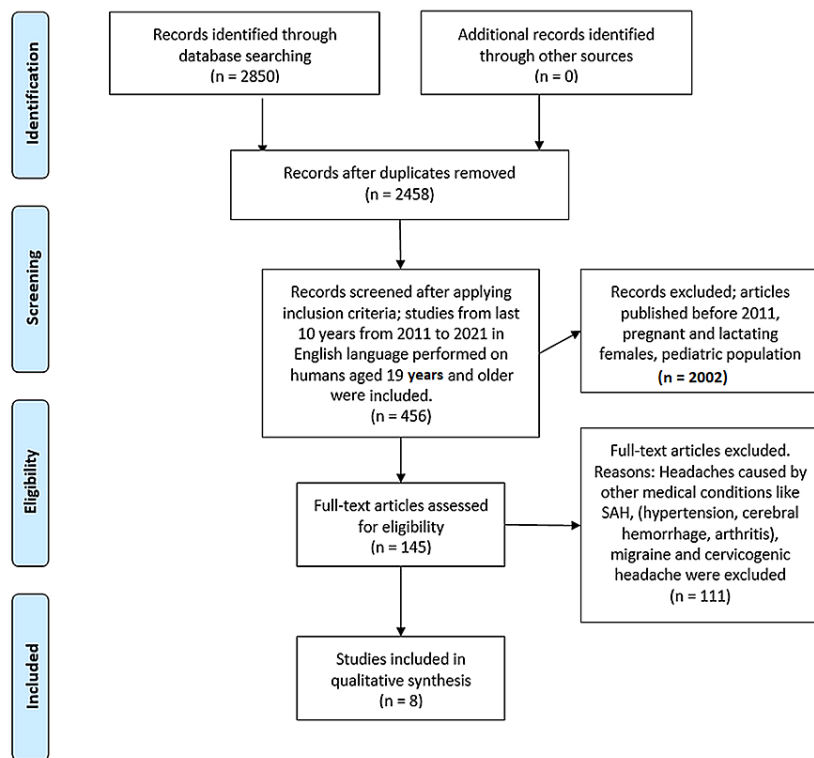 Identification
Records identified through
database searching
(n = 2850)
Additional records identified
through other sources
(n = 0)
Records after duplicates removed
(n = 2458)
Screening
Records screened after applying
inclusion criteria; studies from last
10 years from 2011 to 2021 in
English language performed on
humans aged 19 years and older
were included.
(n = 456)
Records excluded; articles
published before 2011,
pregnant and lactating
females, pediatric population
(n = 2002)
Eligibility
Full-text articles assessed
for eligibility
(n = 145)
Full-text articles excluded.
Reasons: Headaches caused by
other medical conditions like
SAH, (hypertension, cerebral
hemorrhage, arthritis),
migraine and cervicogenic
headache were excluded
(n = 111)
Included
Studies included in
qualitative synthesis
(n = 8)